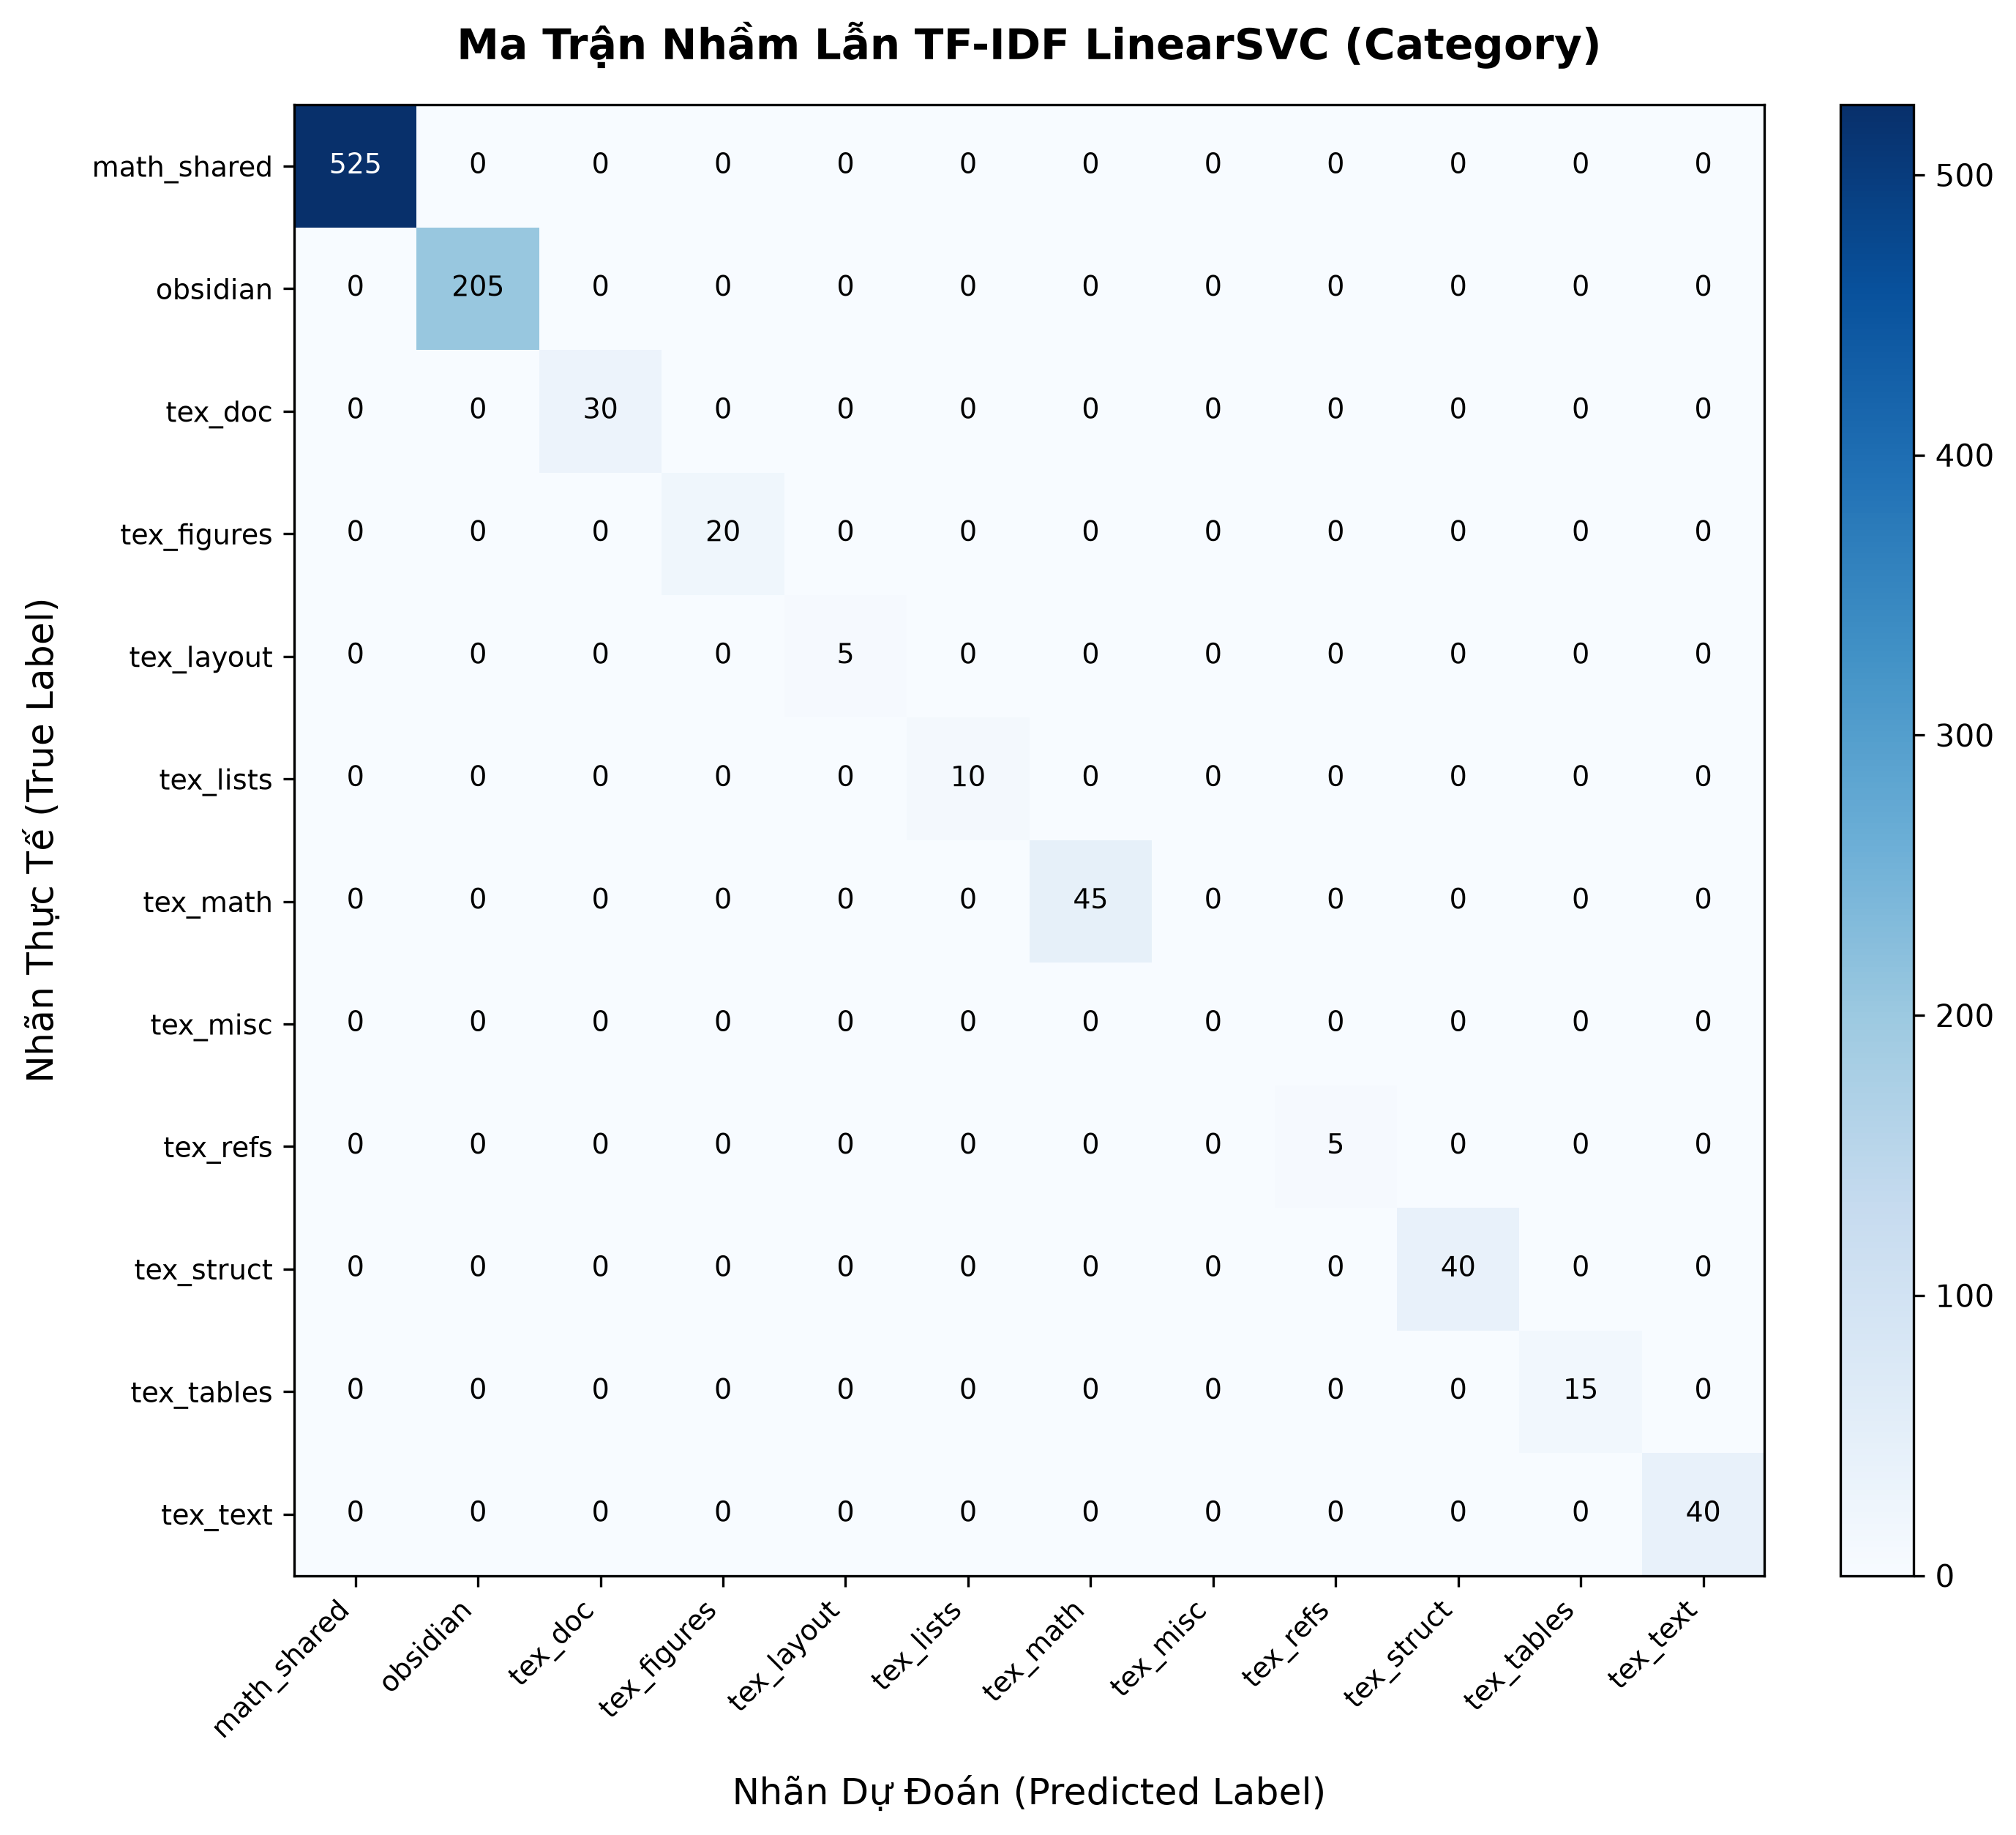 Ma Trận Nhầm Lẫn TF-IDF LinearSVC (Category)
math_shared 525 0 0 0 0 0 0 0 0 0 0 0
obsidian 0 205 0 0 0 0 0 0 0 0 0 0
tex_doc 0 0 30 0 0 0 0 0 0 0 0 0
tex_figures 0 0 0 20 0 0 0 0 0 0 0 0
tex_layout 0 0 0 0 5 0 0 0 0 0 0 0
tex_lists 0 0 0 0 0 10 0 0 0 0 0 0
tex_math 0 0 0 0 0 0 45 0 0 0 0 0
tex_misc 0 0 0 0 0 0 0 0 0 0 0 0
tex_refs 0 0 0 0 0 0 0 0 5 0 0 0
tex_struct 0 0 0 0 0 0 0 0 0 40 0 0
tex_tables 0 0 0 0 0 0 0 0 0 0 15 0
tex_text 0 0 0 0 0 0 0 0 0 0 0 40
math_shared obsidian tex_doc tex_figures tex_layout tex_lists tex_math tex_misc tex_refs tex_struct tex_tables tex_text
Nhãn Dự Đoán (Predicted Label)
Nhãn Thực Tế (True Label)
500
400
300
200
100
0